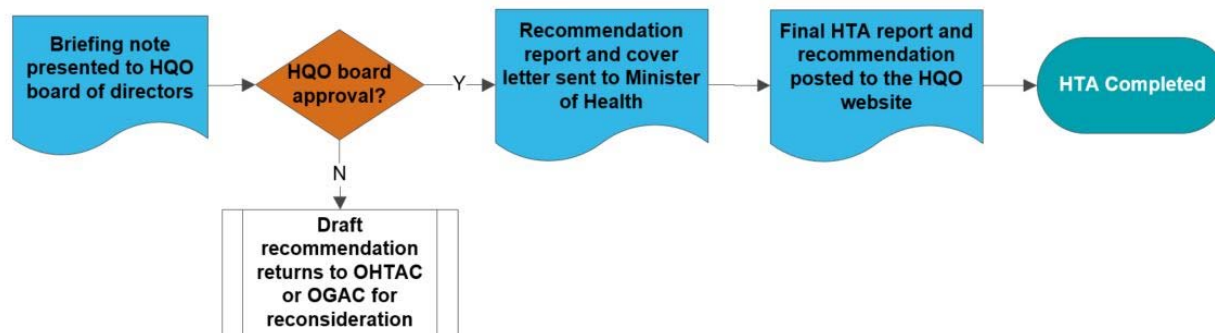 Briefing note
presented to HQO
board of directors
HQO board
approval?
Y
Recommendation
report and cover
letter sent to Minister
of Health
Final HTA report and
recommendation
posted to the HQO
website
HTA Completed
N
Draft
recommendation
returns to OHTAC
or OGAC for
reconsideration